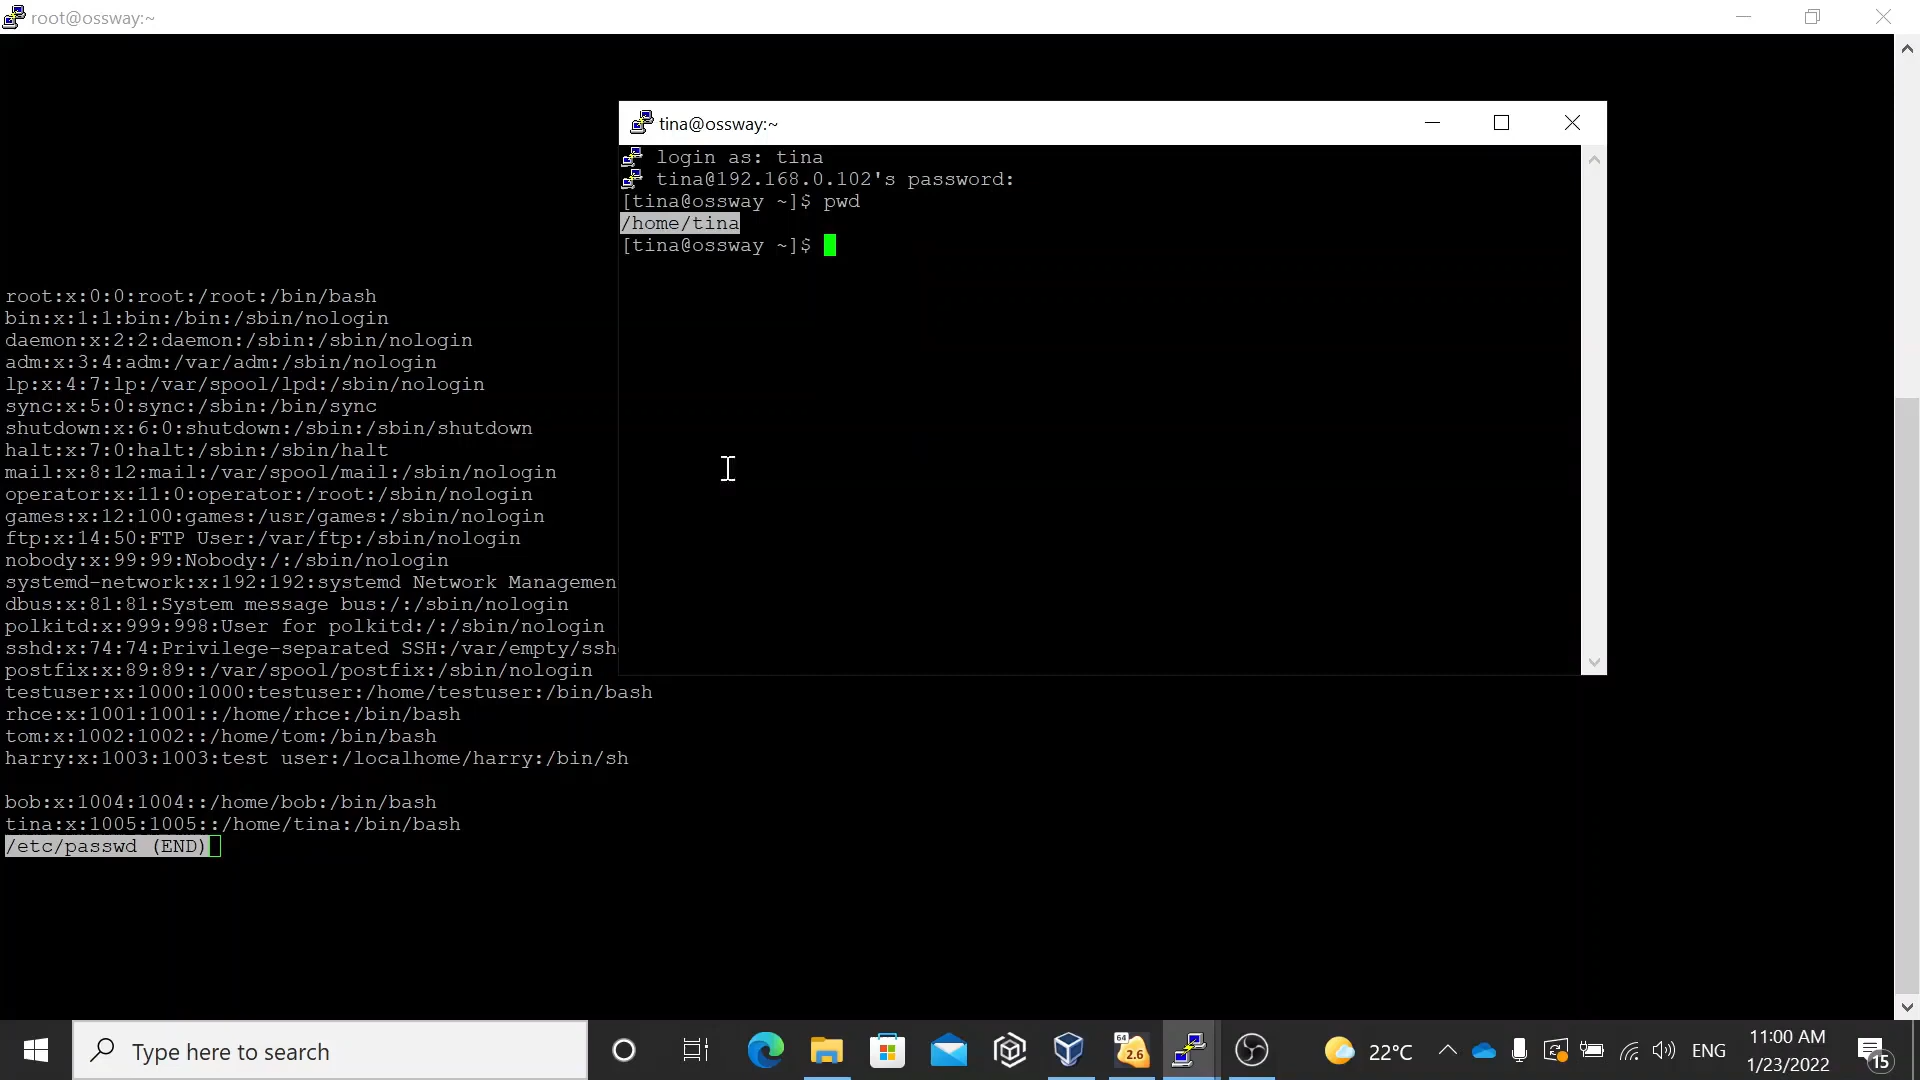 root@ossway:~
tina@ossway:~
login as: tina
tina@192.168.0.102's password:
[tina@ossway ~]$ pwd
/home/tina
[tina@ossway ~]$
root:x:0:0:root:/root:/bin/bash
bin:x:1:1:bin:/bin:/sbin/nologin
daemon:x:2:2:daemon:/sbin:/sbin/nologin
adm:x:3:4:adm:/var/adm:/sbin/nologin
lp:x:4:7:lp:/var/spool/lpd:/sbin/nologin
sync:x:5:0:sync:/sbin:/bin/sync
shutdown:x:6:0:shutdown:/sbin:/sbin/shutdown
halt:x:7:0:halt:/sbin:/sbin/halt
mail:x:8:12:mail:/var/spool/mail:/sbin/nologin
operator:x:11:0:operator:/root:/sbin/nologin
games:x:12:100:games:/usr/games:/sbin/nologin
ftp:x:14:50:FTP User:/var/ftp:/sbin/nologin
nobody:x:99:99:Nobody:/:/sbin/nologin
systemd-network:x:192:192:systemd Network Managemen
dbus:x:81:81:System message bus:/:/sbin/nologin
polkitd:x:999:998:User for polkitd:/:/sbin/nologin
sshd:x:74:74:Privilege-separated SSH:/var/empty/ssh
postfix:x:89:89::/var/spool/postfix:/sbin/nologin
testuser:x:1000:1000:testuser:/home/testuser:/bin/bash
rhce:x:1001:1001::/home/rhce:/bin/bash
tom:x:1002:1002::/home/tom:/bin/bash
harry:x:1003:1003:test user:/localhome/harry:/bin/sh
bob:x:1004:1004::/home/bob:/bin/bash
tina:x:1005:1005::/home/tina:/bin/bash
/etc/passwd (END)
Type here to search
64
2.6
22°C
ENG
11:00 AM
1/23/2022
15